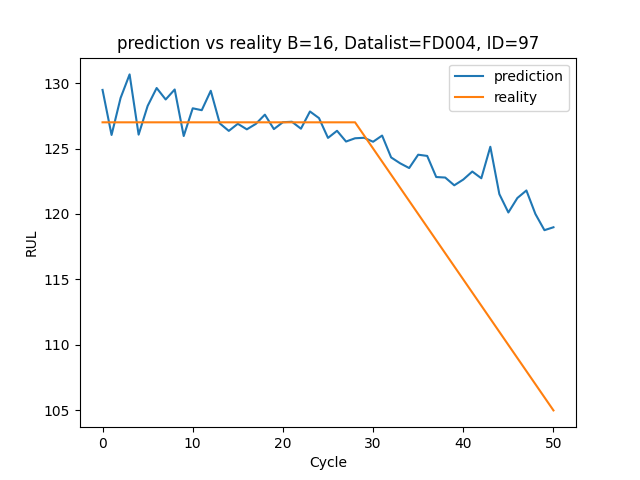 prediction vs reality B=16, Datalist=FD004, ID=97
prediction
reality
130
125
120
115
110
105
RUL
0 10 20 30 40 50
Cycle